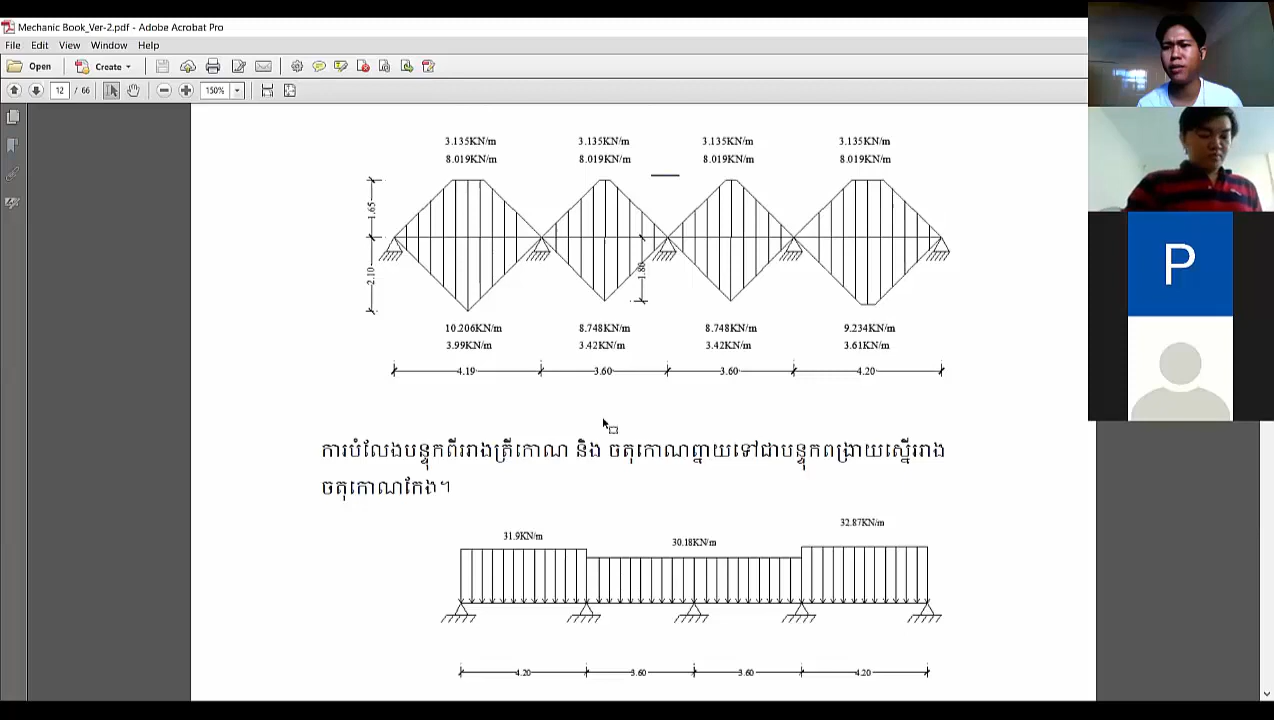 Mechanic Book_Ver-2.pdf - Adobe Acrobat Pro
File Edit View Window Help
Open Create
12 / 66 150%
3.135KN/m 3.135KN/m 3.135KN/m 3.135KN/m
8.019KN/m 8.019KN/m 8.019KN/m 8.019KN/m
1.65
2.10
1.80
10.206KN/m 8.748KN/m 8.748KN/m 9.234KN/m
3.99KN/m 3.42KN/m 3.42KN/m 3.61KN/m
4.19 3.60 3.60 4.20
ការបំលែងបន្ទុកពីររាងត្រីកោណ និង ចតុកោណព្នាយទៅជាបន្ទុកពង្រាយស្នើររាង
ចតុកោណកែង។
31.9KN/m 30.18KN/m 32.87KN/m
4.20 3.60 3.60 4.20
P